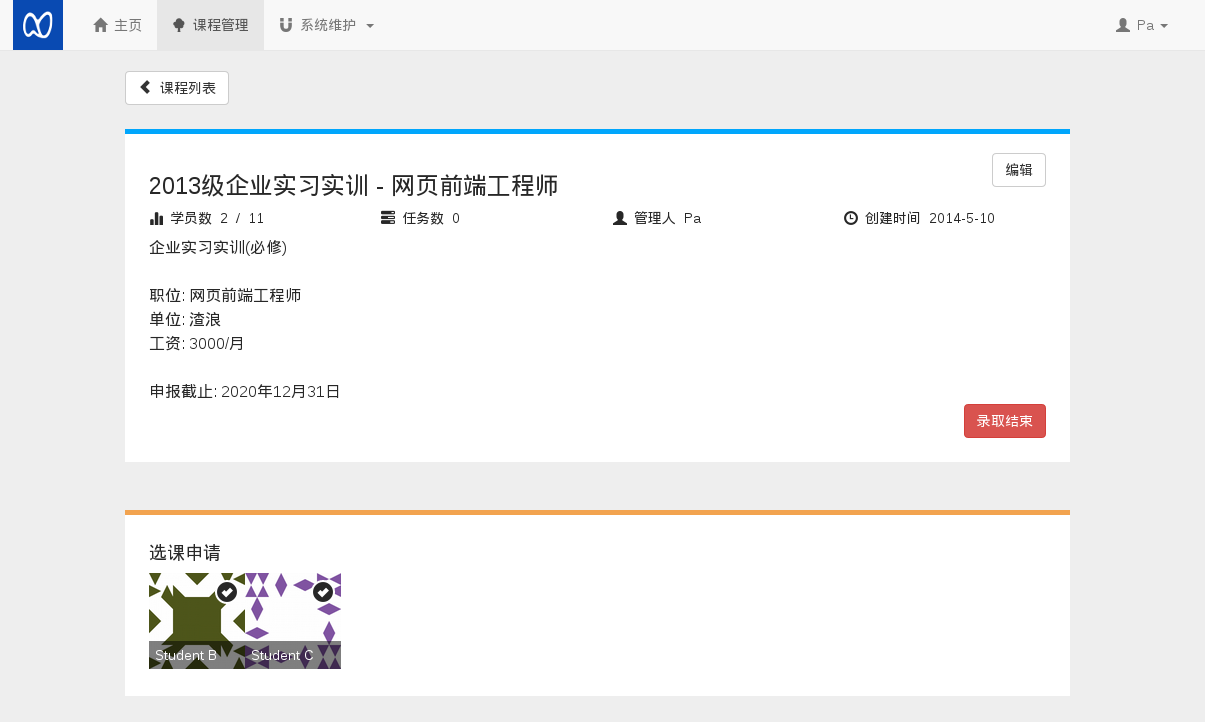 主页 课程管理 系统维护 Pa
课程列表
编辑
2013级企业实习实训 - 网页前端工程师
学员数 2 / 11 任务数 0 管理人 Pa 创建时间 2014-5-10
企业实习实训(必修)
职位: 网页前端工程师
单位: 渣浪
工资: 3000/月
申报截止: 2020年12月31日
录取结束
选课申请
Student B Student C